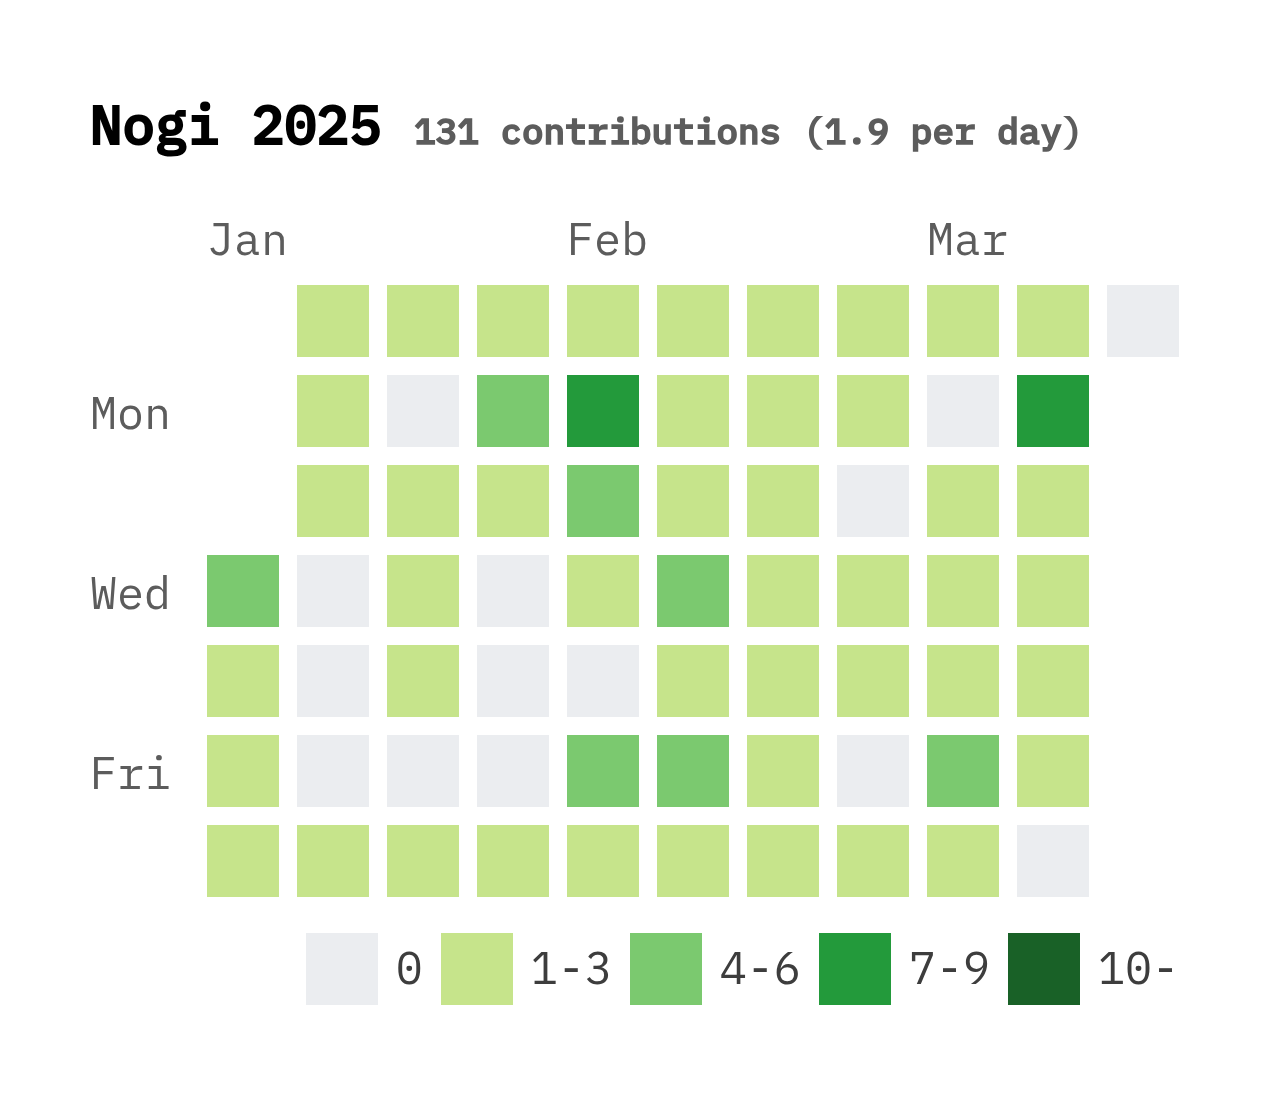 Nogi 2025 131 contributions (1.9 per day)
Jan Feb Mar
Mon
Wed
Fri
0 1-3 4-6 7-9 10-